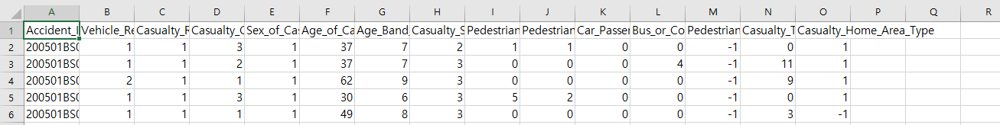 A B C D E F G H I J K L M N O P Q R
1 Accident_I Vehicle_Re Casualty_R Casualty_C Sex_of_Cas Age_of_Ca Age_Band_ Casualty_S Pedestrian Pedestrian Car_Passen Bus_or_Co Pedestrian Casualty_T Casualty_Home_Area_Type
2 200501BS0 1 1 3 1 37 7 2 1 1 0 0 -1 0 1
3 200501BS0 1 1 2 1 37 7 3 0 0 0 4 -1 11 1
4 200501BS0 2 1 1 1 62 9 3 0 0 0 0 -1 9 1
5 200501BS0 1 1 3 1 30 6 3 5 2 0 0 -1 0 1
6 200501BS0 1 1 1 1 49 8 3 0 0 0 0 -1 3 -1